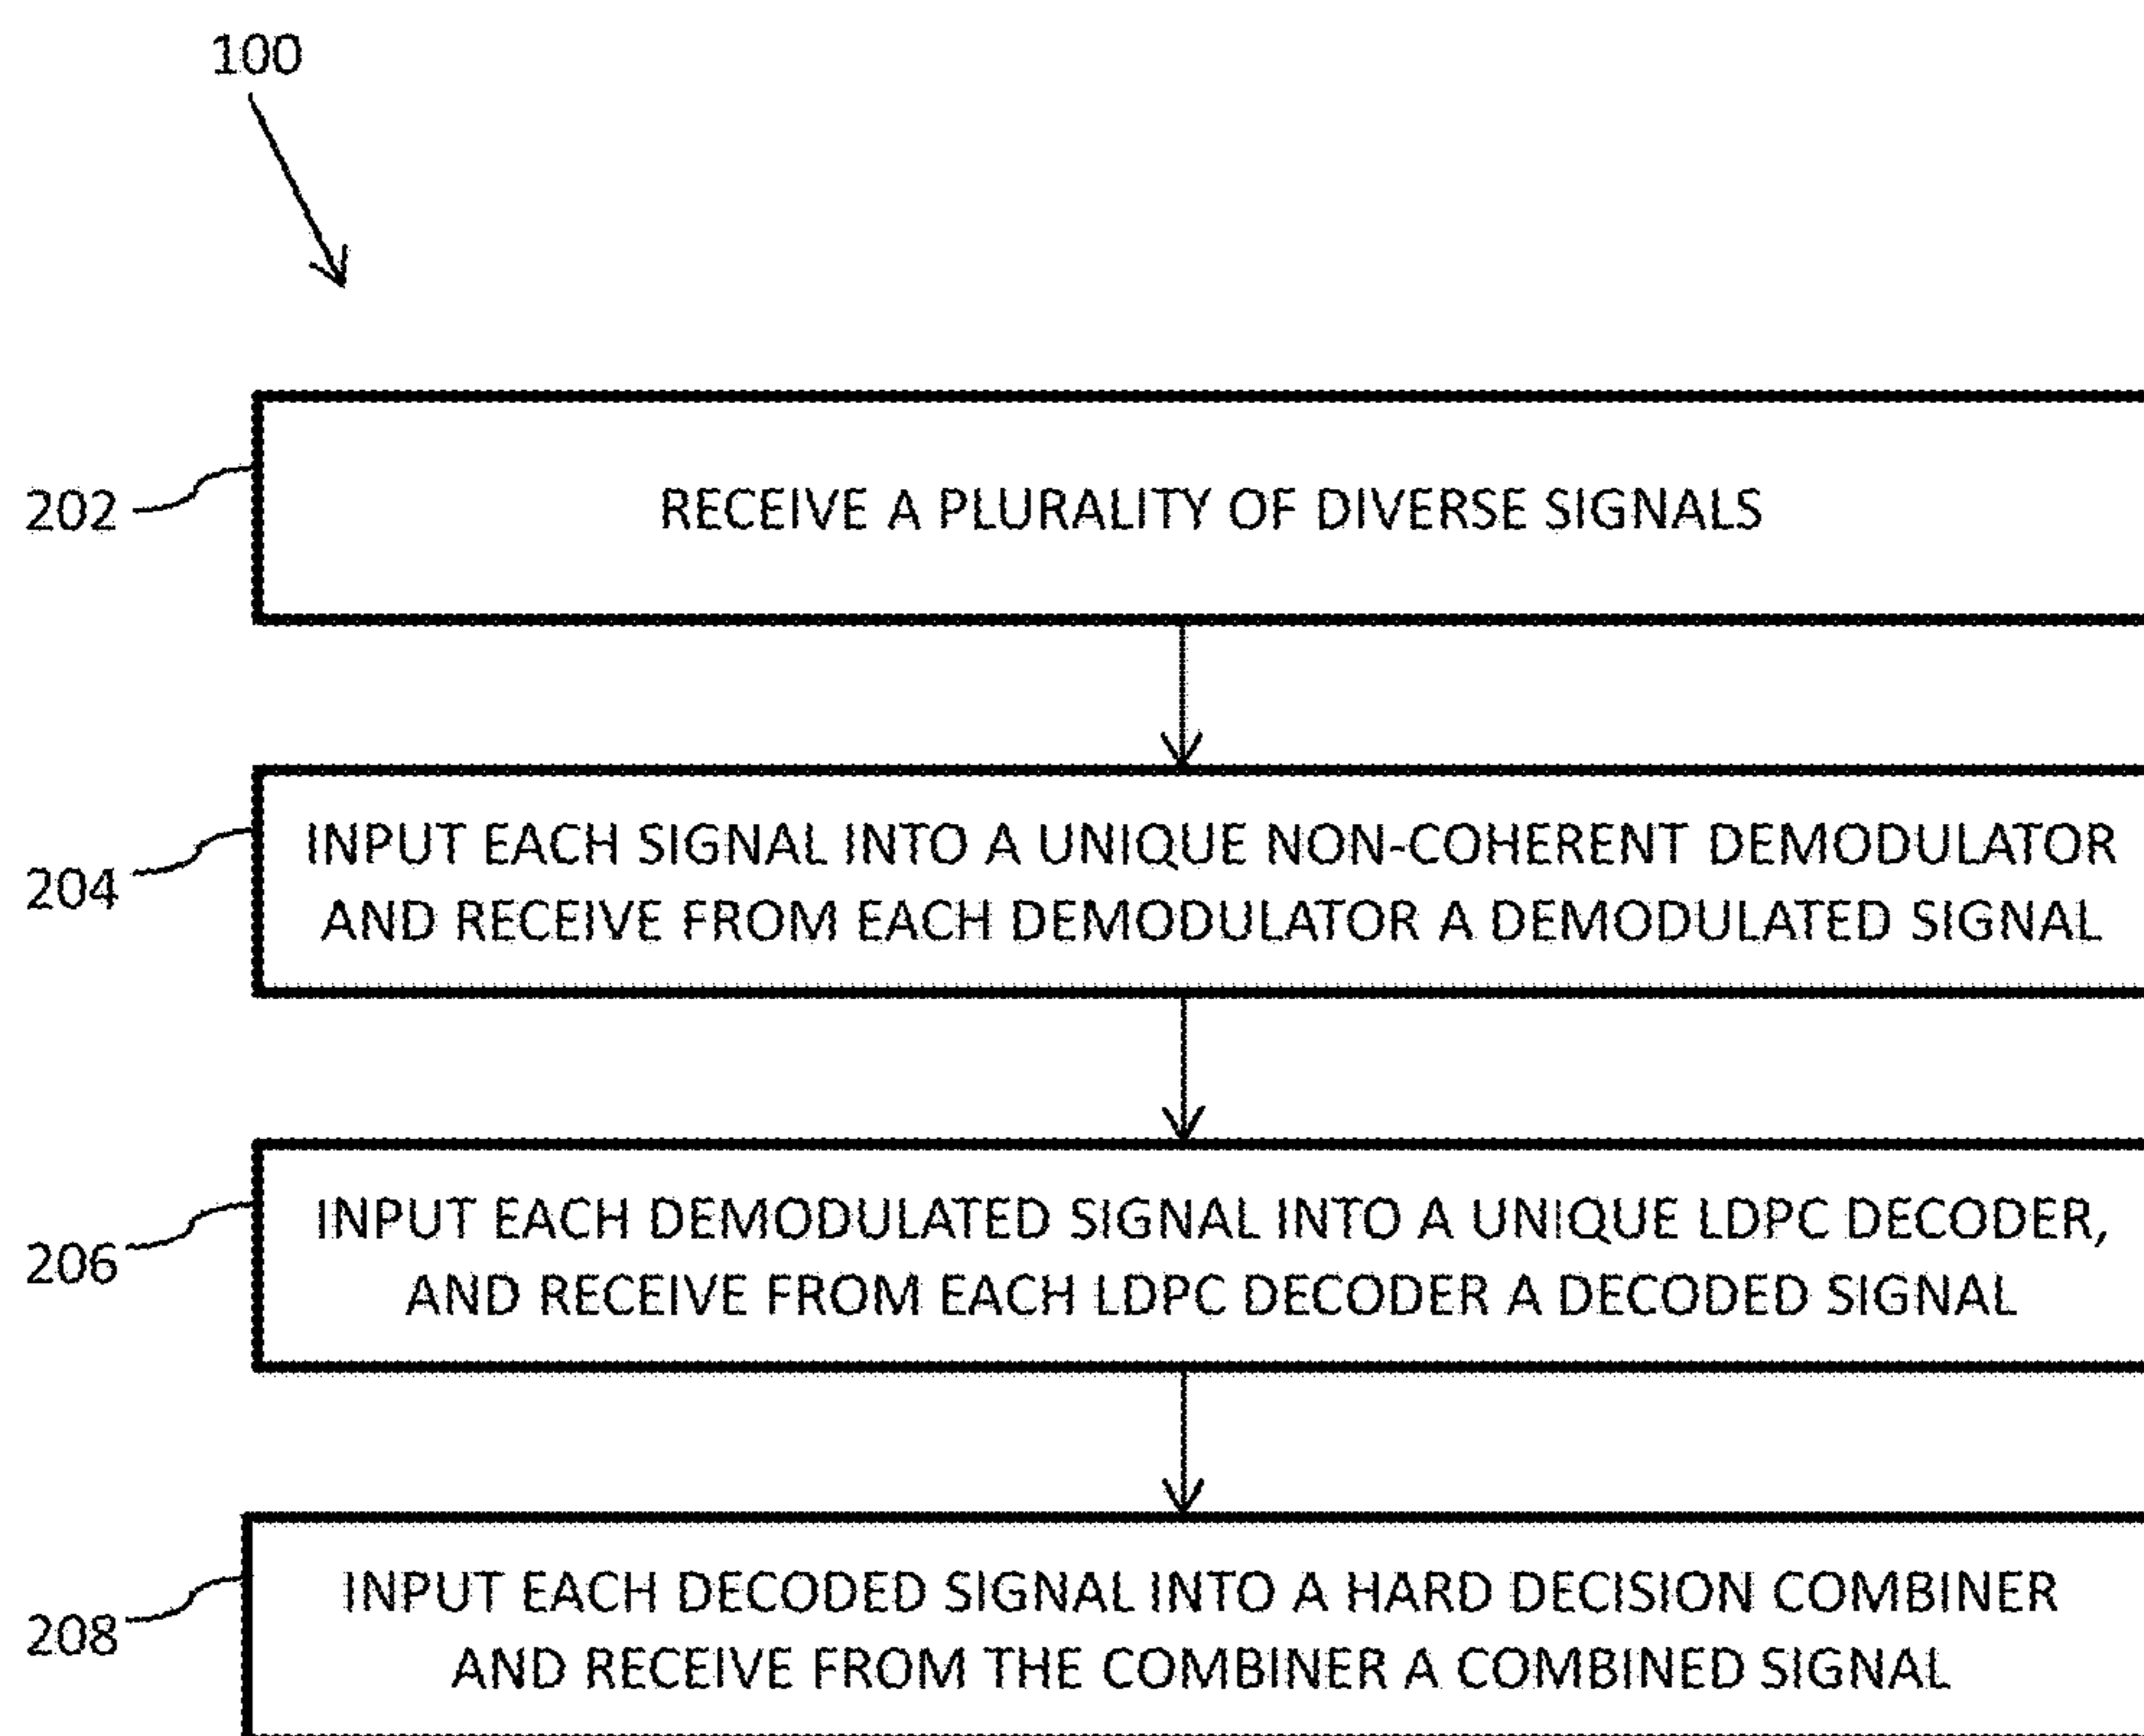 100
202
RECEIVE A PLURALITY OF DIVERSE SIGNALS
204
INPUT EACH SIGNAL INTO A UNIQUE NON-COHERENT DEMODULATOR
AND RECEIVE FROM EACH DEMODULATOR A DEMODULATED SIGNAL
206
INPUT EACH DEMODULATED SIGNAL INTO A UNIQUE LDPC DECODER,
AND RECEIVE FROM EACH LDPC DECODER A DECODED SIGNAL
208
INPUT EACH DECODED SIGNAL INTO A HARD DECISION COMBINER
AND RECEIVE FROM THE COMBINER A COMBINED SIGNAL